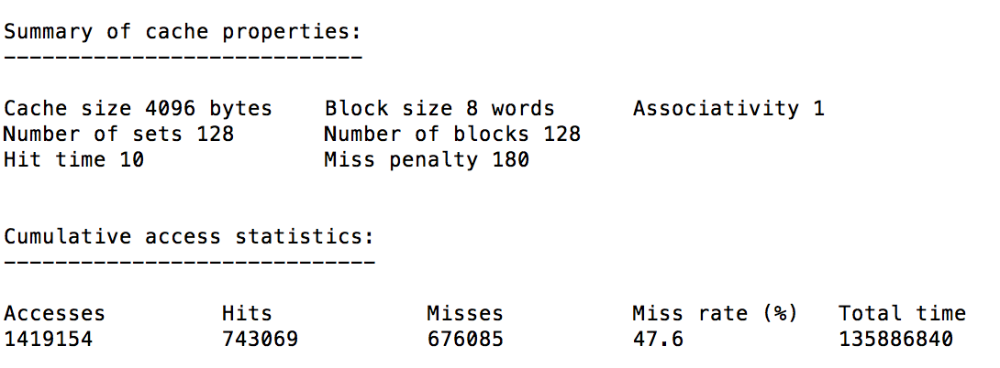 Summary of cache properties:
----------------------------
Cache size 4096 bytes    Block size 8 words      Associativity 1
Number of sets 128       Number of blocks 128
Hit time 10              Miss penalty 180
Cumulative access statistics:
-----------------------------
Accesses         Hits            Misses          Miss rate (%)   Total time
1419154          743069          676085          47.6            135886840